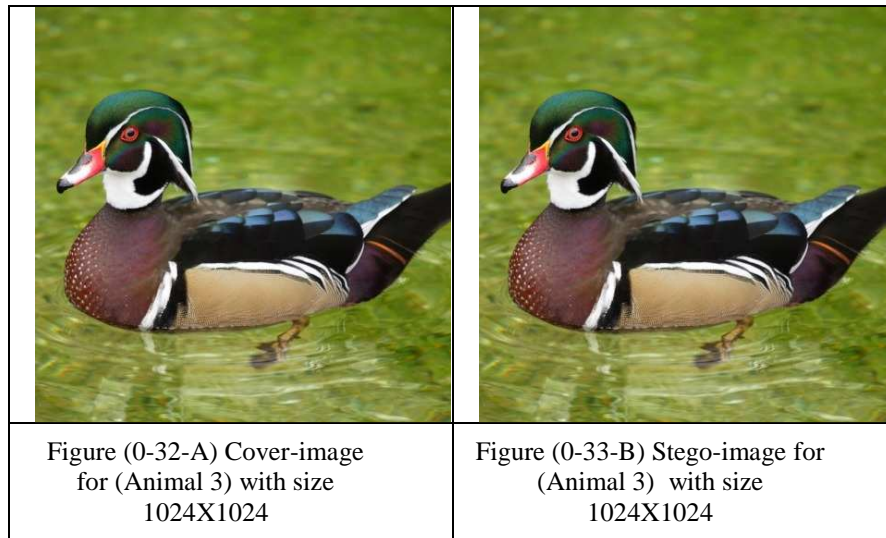 Figure (0-32-A) Cover-image
for (Animal 3) with size
1024X1024
Figure (0-33-B) Stego-image for
(Animal 3)  with size
1024X1024